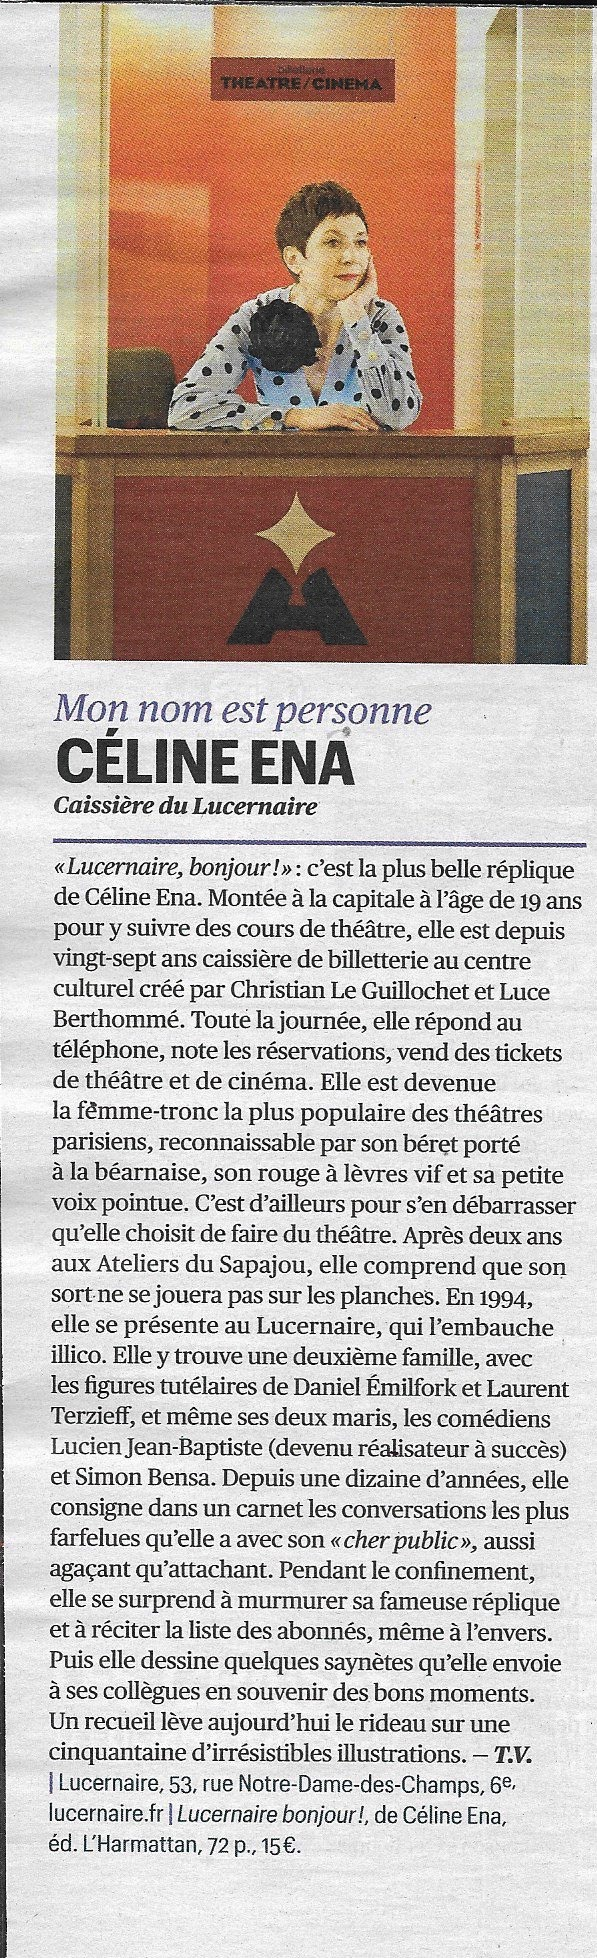 THEATRE/CINEMA
Mon nom est personne
CÉLINE ENA
Caissière du Lucernaire
«Lucernaire, bonjour!»: c'est la plus belle réplique
de Céline Ena. Montée à la capitale à l'âge de 19 ans
pour y suivre des cours de théâtre, elle est depuis
vingt-sept ans caissière de billetterie au centre
culturel créé par Christian Le Guillochet et Luce
Berthommé. Toute la journée, elle répond au
téléphone, note les réservations, vend des tickets
de théâtre et de cinéma. Elle est devenue
la femme-tronc la plus populaire des théâtres
parisiens, reconnaissable par son béret porté
à la béarnaise, son rouge à lèvres vif et sa petite
voix pointue. C'est d'ailleurs pour s'en débarrasser
qu'elle choisit de faire du théâtre. Après deux ans
aux Ateliers du Sapajou, elle comprend que son
sort ne se jouera pas sur les planches. En 1994,
elle se présente au Lucernaire, qui l'embauche
illico. Elle y trouve une deuxième famille, avec
les figures tutélaires de Daniel Émilfork et Laurent
Terzieff, et même ses deux maris, les comédiens
Lucien Jean-Baptiste (devenu réalisateur à succès)
et Simon Bensa. Depuis une dizaine d'années, elle
consigne dans un carnet les conversations les plus
farfelues qu'elle a avec son «cher public», aussi
agaçant qu'attachant. Pendant le confinement,
elle se surprend à murmurer sa fameuse réplique
et à réciter la liste des abonnés, même à l'envers.
Puis elle dessine quelques saynètes qu'elle envoie
à ses collègues en souvenir des bons moments.
Un recueil lève aujourd'hui le rideau sur une
cinquantaine d'irrésistibles illustrations. — T.V.
| Lucernaire, 53, rue Notre-Dame-des-Champs, 6e,
lucernaire.fr | Lucernaire bonjour!, de Céline Ena,
éd. L'Harmattan, 72 p., 15€.